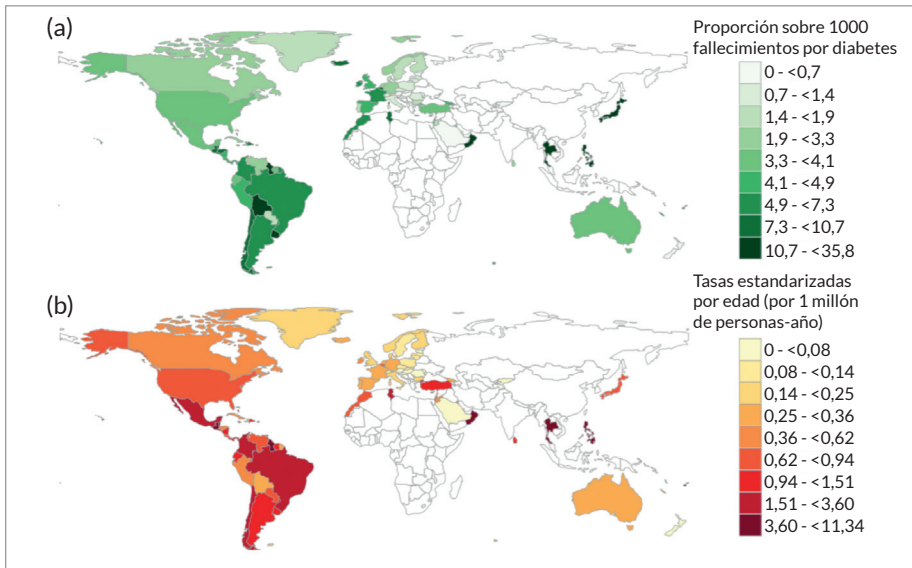 (a)
Proporción sobre 1000
fallecimientos por diabetes
0 - <0,7
0,7 - <1,4
1,4 - <1,9
1,9 - <3,3
3,3 - <4,1
4,1 - <4,9
4,9 - <7,3
7,3 - <10,7
10,7 - <35,8
(b)
Tasas estandarizadas
por edad (por 1 millón
de personas-año)
0 - <0,08
0,08 - <0,14
0,14 - <0,25
0,25 - <0,36
0,36 - <0,62
0,62 - <0,94
0,94 - <1,51
1,51 - <3,60
3,60 - <11,34